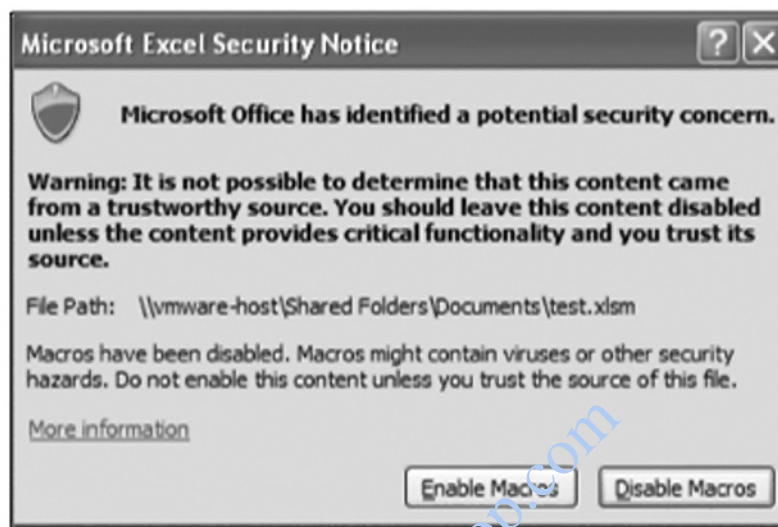 Microsoft Excel Security Notice
?
X
Microsoft Office has identified a potential security concern.
Warning: It is not possible to determine that this content came
from a trustworthy source. You should leave this content disabled
unless the content provides critical functionality and you trust its
source.
File Path: \\vmware-host\Shared Folders\Documents\test.xlsm
Macros have been disabled. Macros might contain viruses or other security
hazards. Do not enable this content unless you trust the source of this file.
More information
Enable Macros
Disable Macros